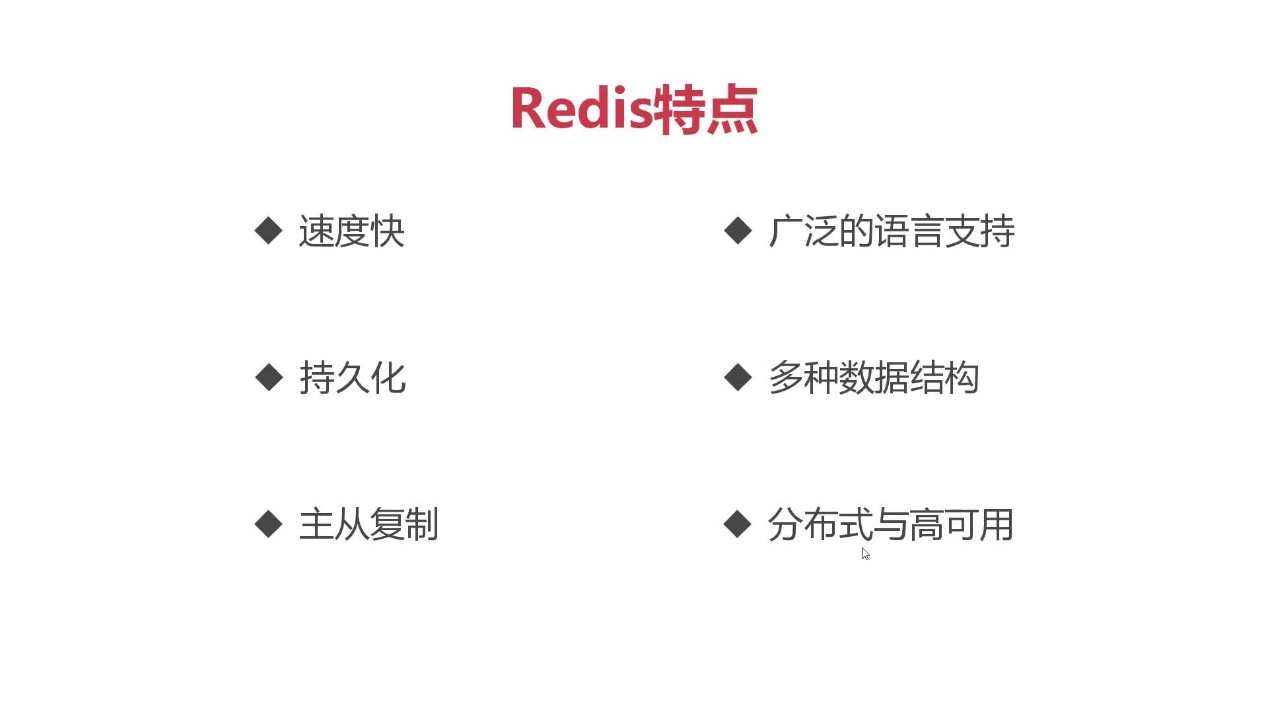 Redis特点
◆ 速度快
◆ 广泛的语言支持
◆ 持久化
◆ 多种数据结构
◆ 主从复制
◆ 分布式与高可用